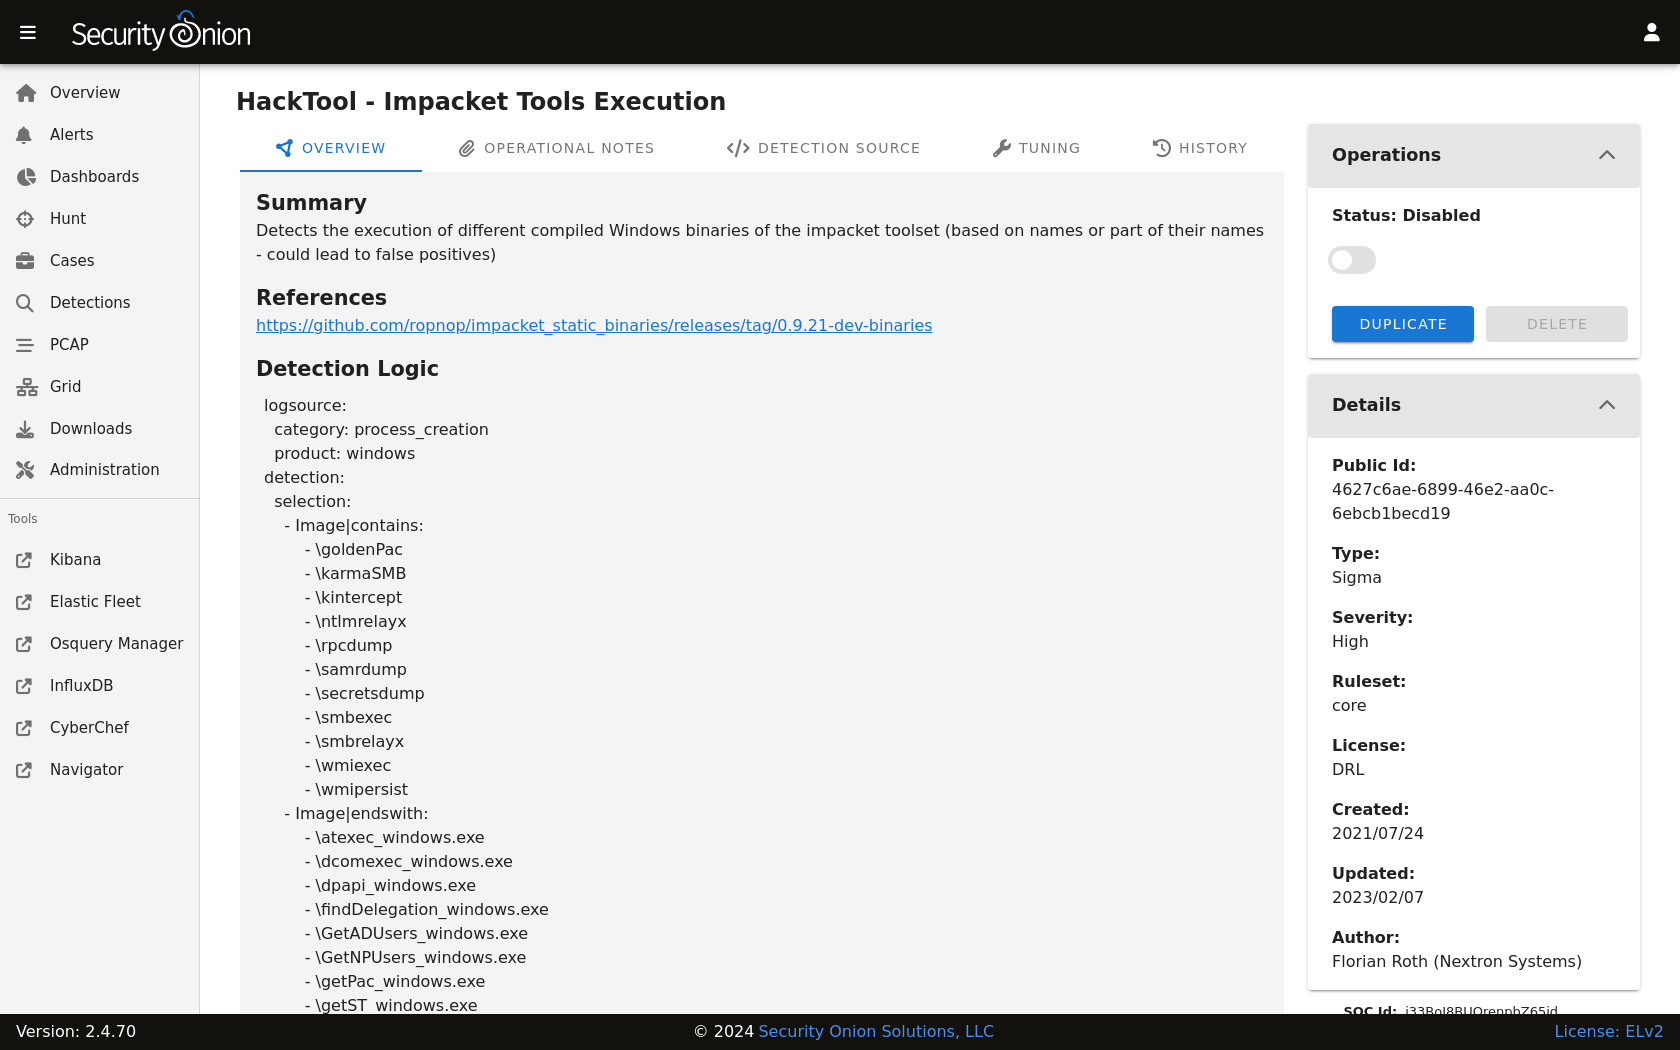 Security Onion
Overview
Alerts
Dashboards
Hunt
Cases
Detections
PCAP
Grid
Downloads
Administration
Tools
Kibana
Elastic Fleet
Osquery Manager
InfluxDB
CyberChef
Navigator
HackTool - Impacket Tools Execution
OVERVIEW
OPERATIONAL NOTES
DETECTION SOURCE
TUNING
HISTORY
Summary
Detects the execution of different compiled Windows binaries of the impacket toolset (based on names or part of their names
- could lead to false positives)
References
https://github.com/ropnop/impacket_static_binaries/releases/tag/0.9.21-dev-binaries
Detection Logic
logsource:
category: process_creation
product: windows
detection:
selection:
- Image|contains:
- \goldenPac
- \karmaSMB
- \kintercept
- \ntlmrelayx
- \rpcdump
- \samrdump
- \secretsdump
- \smbexec
- \smbrelayx
- \wmiexec
- \wmipersist
- Image|endswith:
- \atexec_windows.exe
- \dcomexec_windows.exe
- \dpapi_windows.exe
- \findDelegation_windows.exe
- \GetADUsers_windows.exe
- \GetNPUsers_windows.exe
- \getPac_windows.exe
- \getST_windows.exe
Operations
Status: Disabled
DUPLICATE
DELETE
Details
Public Id:
4627c6ae-6899-46e2-aa0c-
6ebcb1becd19
Type:
Sigma
Severity:
High
Ruleset:
core
License:
DRL
Created:
2021/07/24
Updated:
2023/02/07
Author:
Florian Roth (Nextron Systems)
SOC Id:
Version: 2.4.70
© 2024 Security Onion Solutions, LLC
License: ELv2